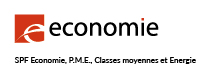 economie
SPF Economie, P.M.E., Classes moyennes et Energie